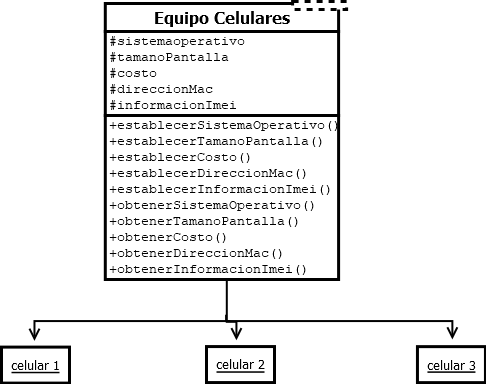 Equipo Celulares
#sistemaoperativo
#tamanoPantalla
#costo
#direccionMac
#informacionImei
+establecerSistemaOperativo()
+establecerTamanoPantalla()
+establecerCosto()
+establecerDireccionMac()
+establecerInformacionImei()
+obtenerSistemaOperativo()
+obtenerTamanoPantalla()
+obtenerCosto()
+obtenerDireccionMac()
+obtenerInformacionImei()
celular 1
celular 2
celular 3